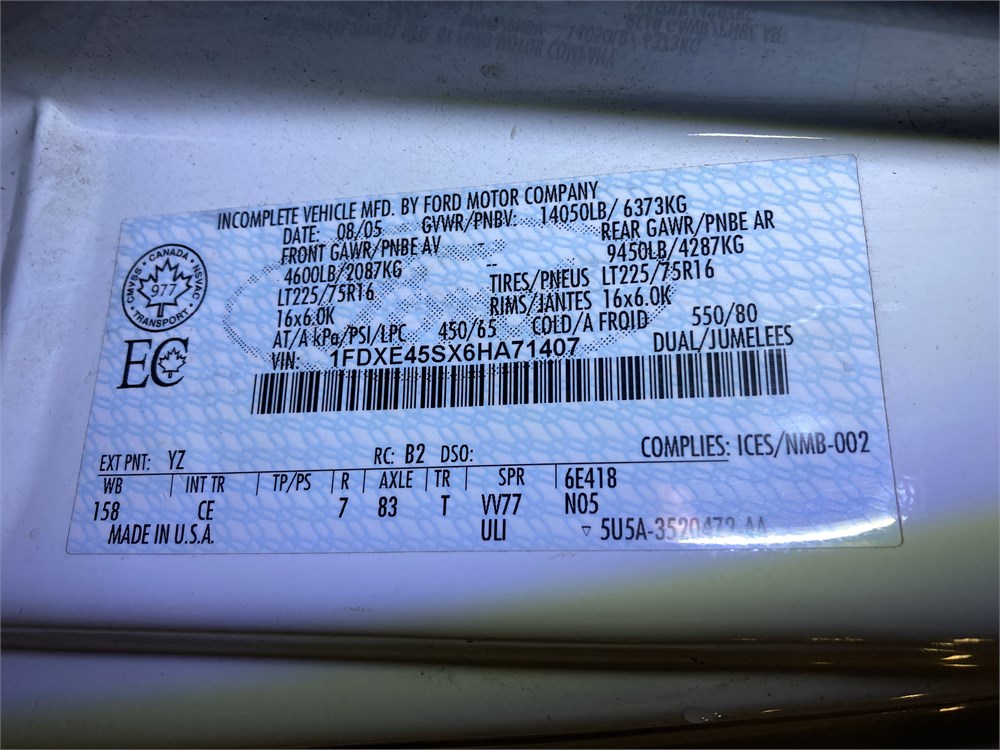 INCOMPLETE VEHICLE MFD. BY FORD MOTOR COMPANY
DATE: 08/05 GVWR/PNBV: 14050LB/ 6373KG
FRONT GAWR/PNBE AV -- REAR GAWR/PNBE AR
4600LB/2087KG -- 9450LB/4287KG
LT225/75R16 TIRES/PNEUS LT225/75R16
16x6.0K RIMS/JANTES 16x6.0K
AT/A kPa/PSI/LPC 450/65 COLD/A FROID 550/80
VIN: 1FDXE45SX6HA71407 DUAL/JUMELEES
CANADA
CMVSS NSVAC
977
TRANSPORT
EC
EXT PNT: YZ RC: B2 DSO: COMPLIES: ICES/NMB-002
WB INT TR TP/PS R AXLE TR SPR 6E418
158 CE 7 83 T VV77 N05
MADE IN U.S.A. ULI 5U5A-3520472-AA